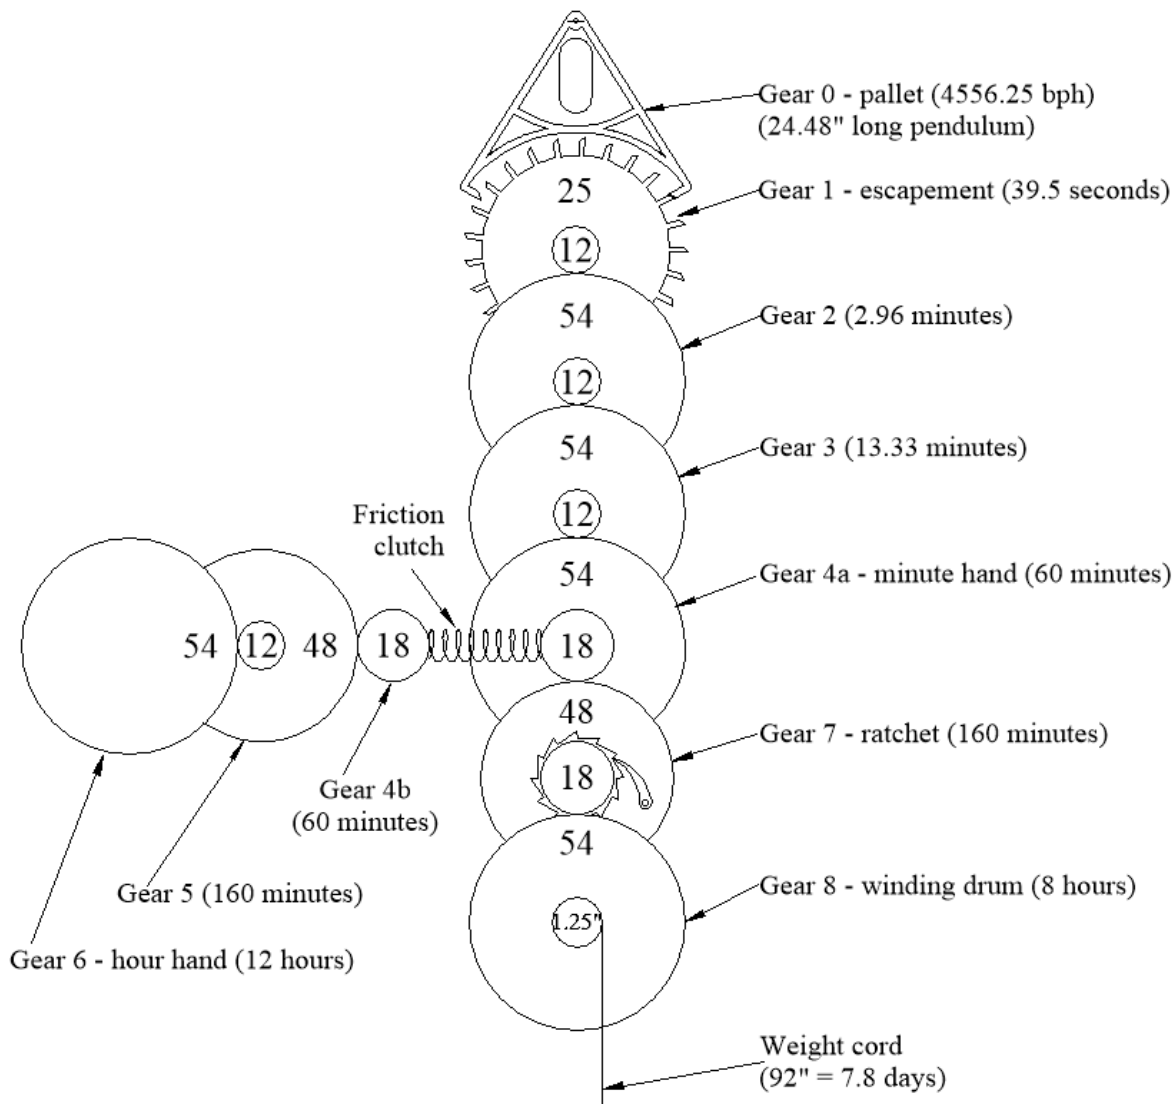 Gear 0 - pallet (4556.25 bph)
(24.48" long pendulum)
25
Gear 1 - escapement (39.5 seconds)
12
54
Gear 2 (2.96 minutes)
12
54
Gear 3 (13.33 minutes)
12
Friction
clutch
54
Gear 4a - minute hand (60 minutes)
54
12
48
18
18
48
Gear 7 - ratchet (160 minutes)
18
Gear 4b
(60 minutes)
54
Gear 5 (160 minutes)
Gear 8 - winding drum (8 hours)
1.25"
Gear 6 - hour hand (12 hours)
Weight cord
(92" = 7.8 days)